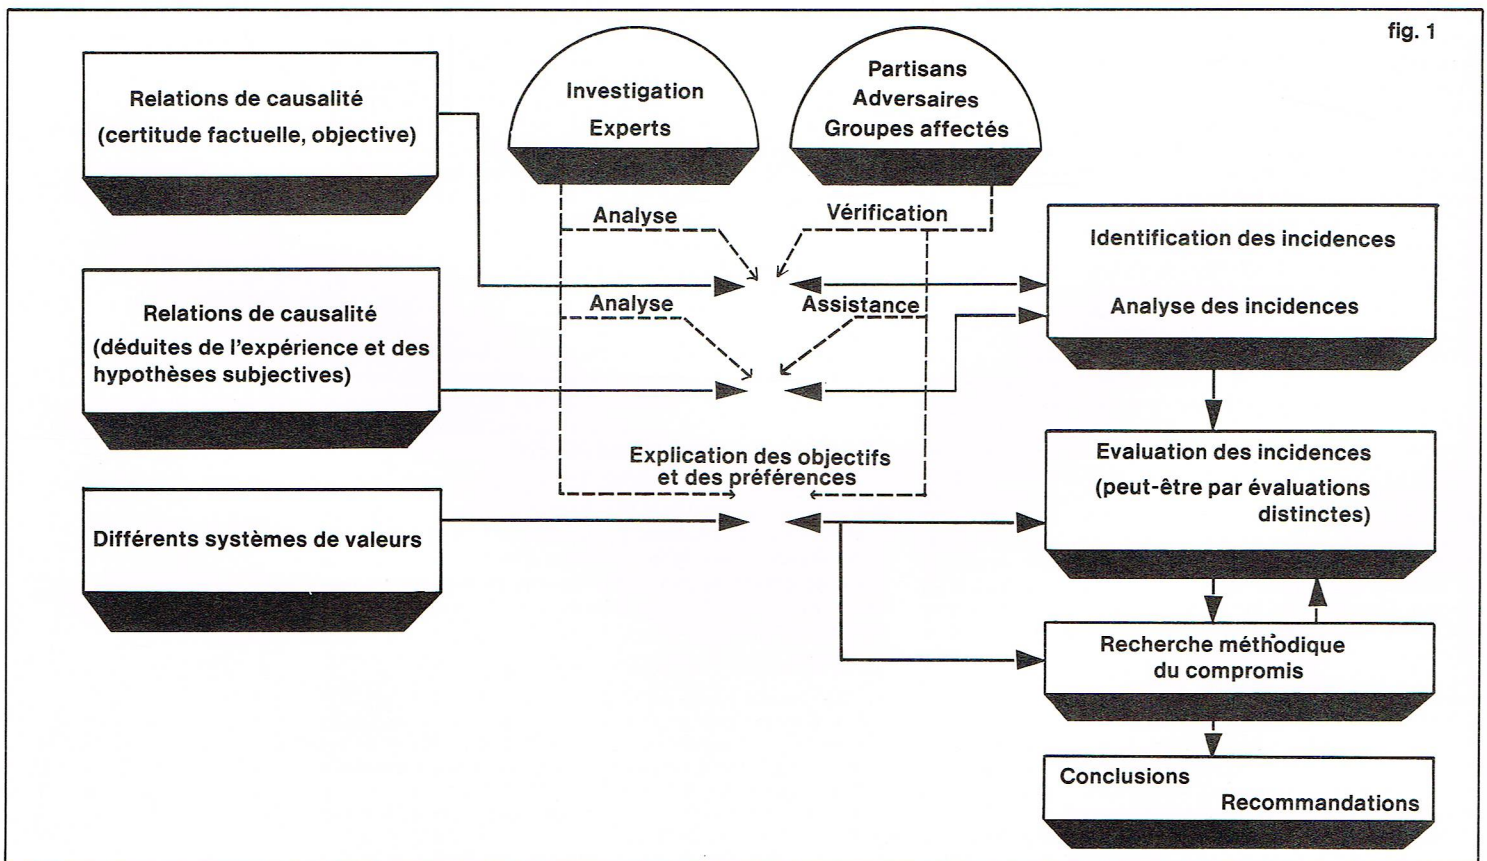 fig. 1
Relations de causalité
(certitude factuelle, objective)
Investigation
Experts
Partisans
Adversaires
Groupes affectés
Analyse
Vérification
Identification des incidences
Analyse des incidences
Relations de causalité
(déduites de l'expérience et des
hypothèses subjectives)
Analyse
Assistance
Explication des objectifs
et des préférences
Evaluation des incidences
(peut-être par évaluations
distinctes)
Différents systèmes de valeurs
Recherche méthodique
du compromis
Conclusions
Recommandations